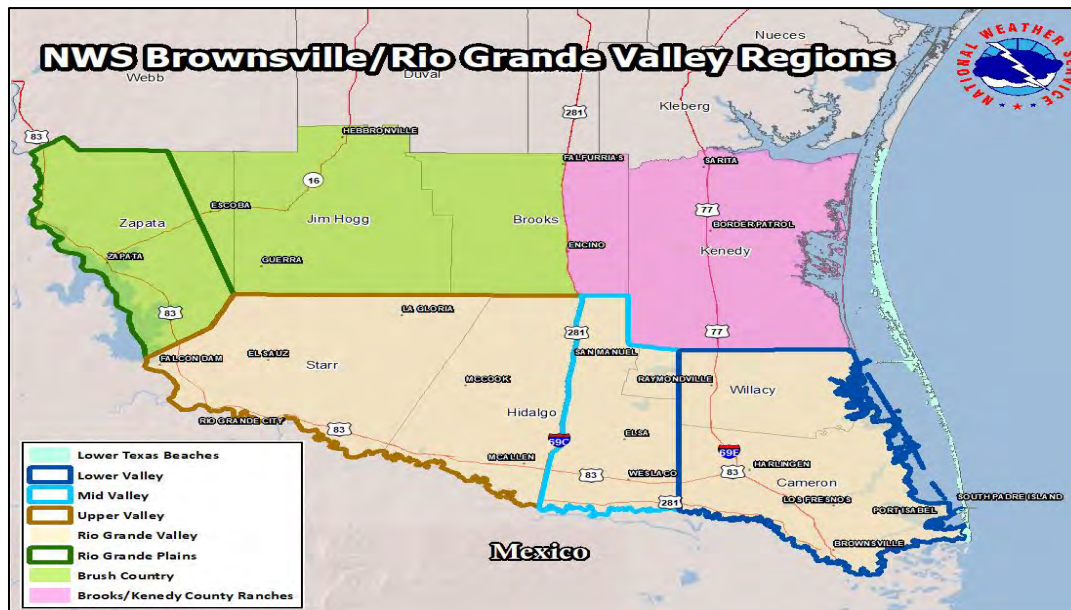 NWS Brownsville/Rio Grande Valley Regions
NATIONAL WEATHER SERVICE
Webb
Duval
Nueces
Kleberg
83
281
HEBBRONVILLE
FALFURRIAS
SARITA
16
ESCOBA
Zapata
Jim Hogg
Brooks
77
BORDER PATROL
Kenedy
ZAPATA
GUERRA
ENCINO
83
LA GLORIA
281
77
FALCON DAM
EL SAUZ
SAN MANUEL
Starr
MCCOOK
RAYMONDVILLE
Willacy
RIO GRANDE CITY
83
Hidalgo
ELSA
69C
69E
MCALLEN
83
WESLACO
83
HARLINGEN
Cameron
281
LOS FRESNOS
SOUTH PADRE ISLAND
PORT ISABEL
BROWNSVILLE
Mexico
Lower Texas Beaches
Lower Valley
Mid Valley
Upper Valley
Rio Grande Valley
Rio Grande Plains
Brush Country
Brooks/Kenedy County Ranches